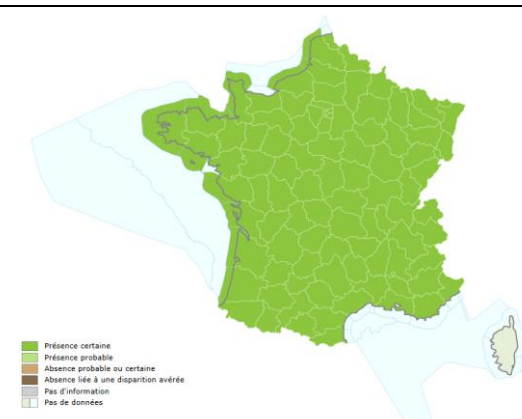 Présence certaine
Présence probable
Absence probable ou certaine
Absence liée à une disparition avérée
Pas d'information
Pas de données